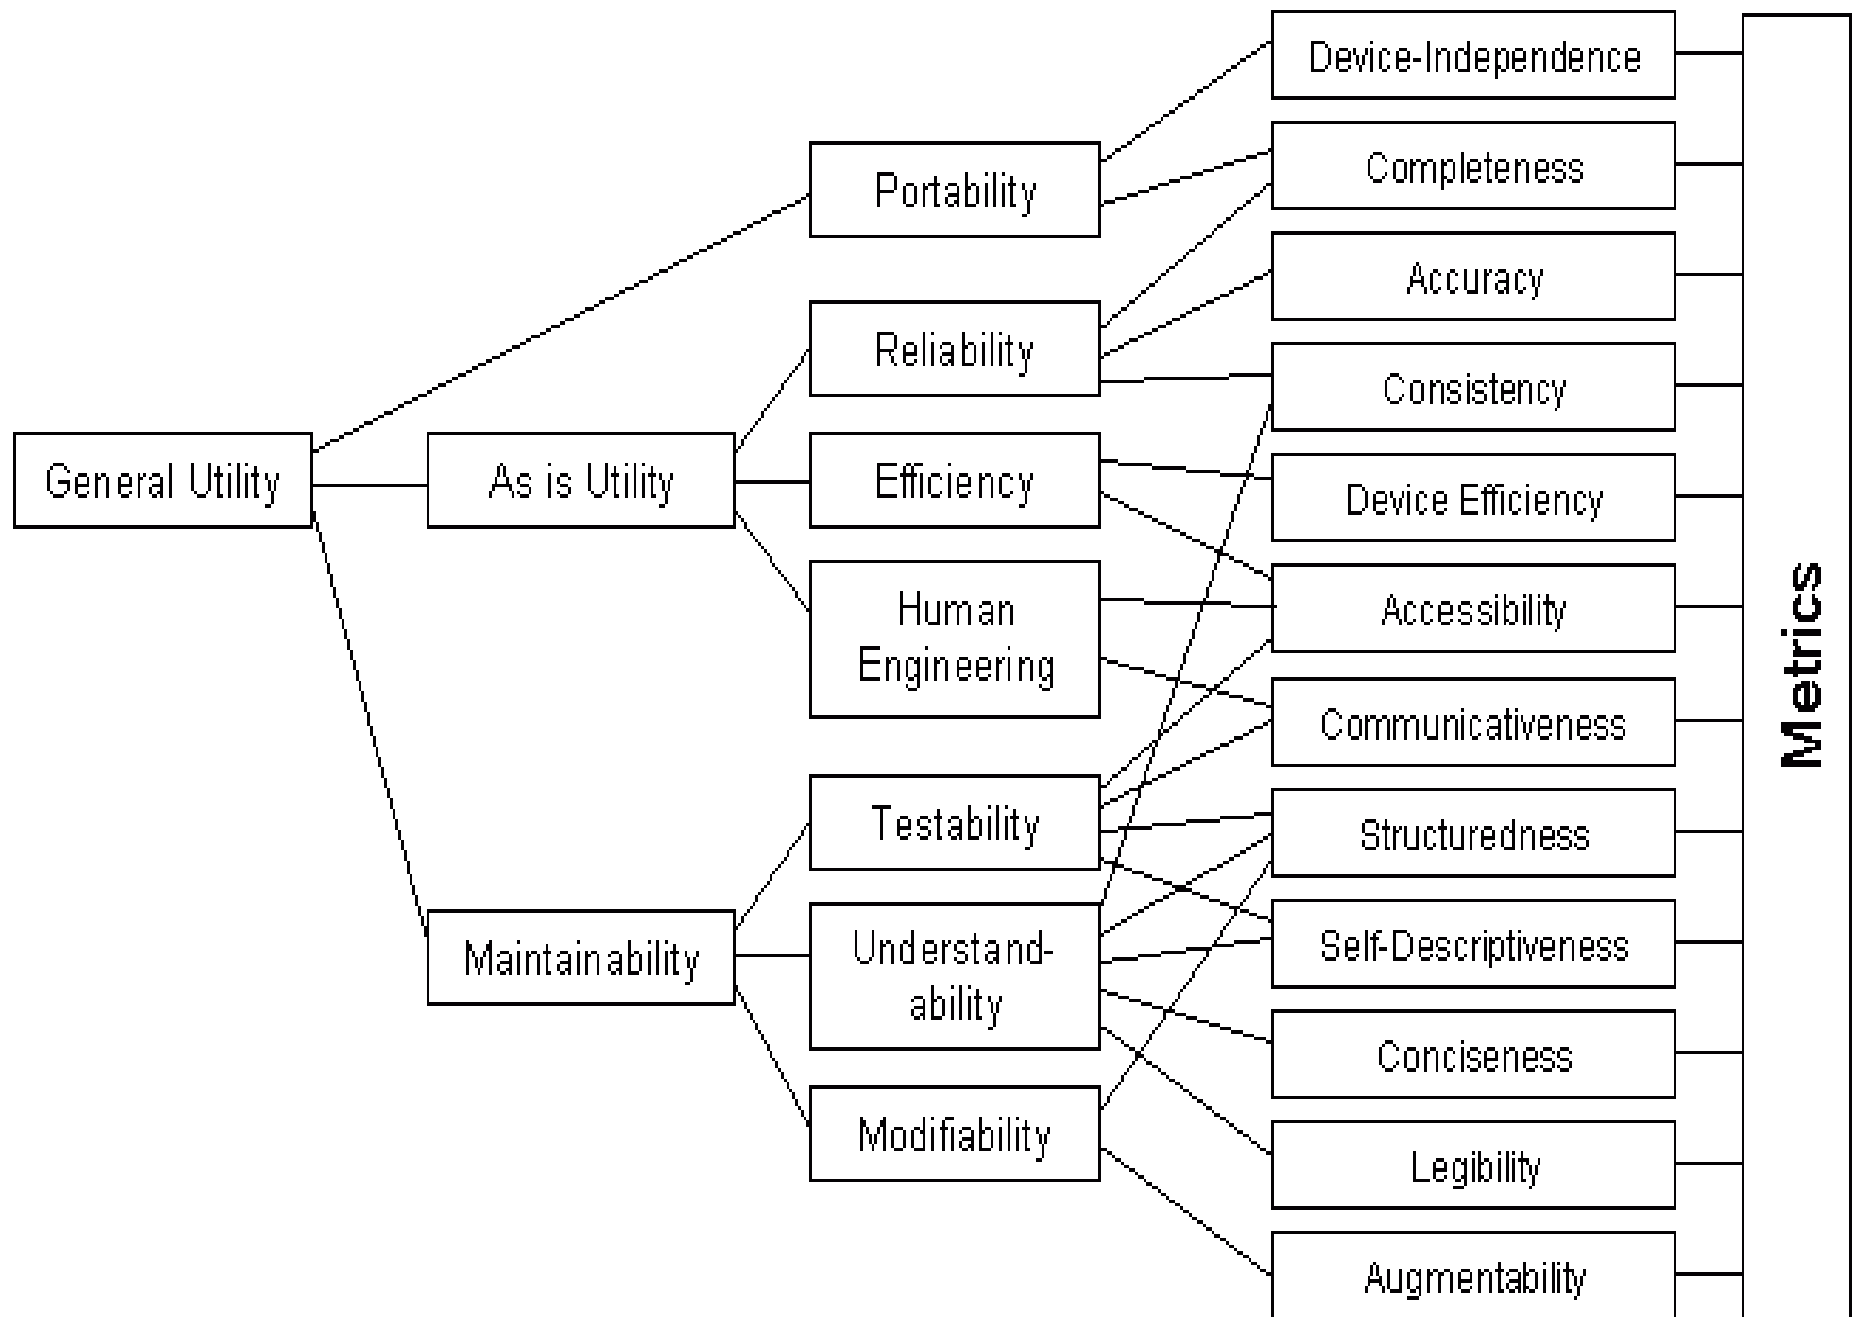 General Utility
As is Utility
Maintainability
Portability
Reliability
Efficiency
Human
Engineering
Testability
Understand-
ability
Modifiability
Device-Independence
Completeness
Accuracy
Consistency
Device Efficiency
Accessibility
Communicativeness
Structuredness
Self-Descriptiveness
Conciseness
Legibility
Augmentability
Metrics